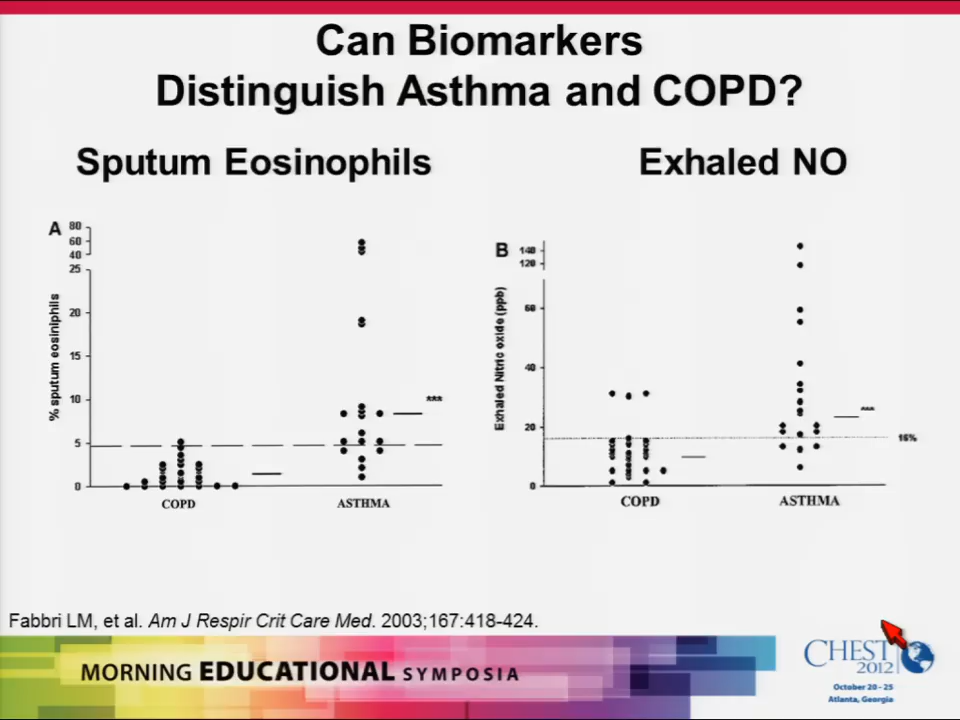 Can Biomarkers
Distinguish Asthma and COPD?
Sputum Eosinophils
Exhaled NO
A
80
60
40
25
20
15
10
5
0
% sputum eosiniphils
***
COPD
ASTHMA
B
140
120
60
40
20
0
Exhaled Nitric oxide (ppb)
***
16%
COPD
ASTHMA
Fabbri LM, et al. Am J Respir Crit Care Med. 2003;167:418-424.
MORNING EDUCATIONAL SYMPOSIA
CHEST
2012
October 20 - 25
Atlanta, Georgia